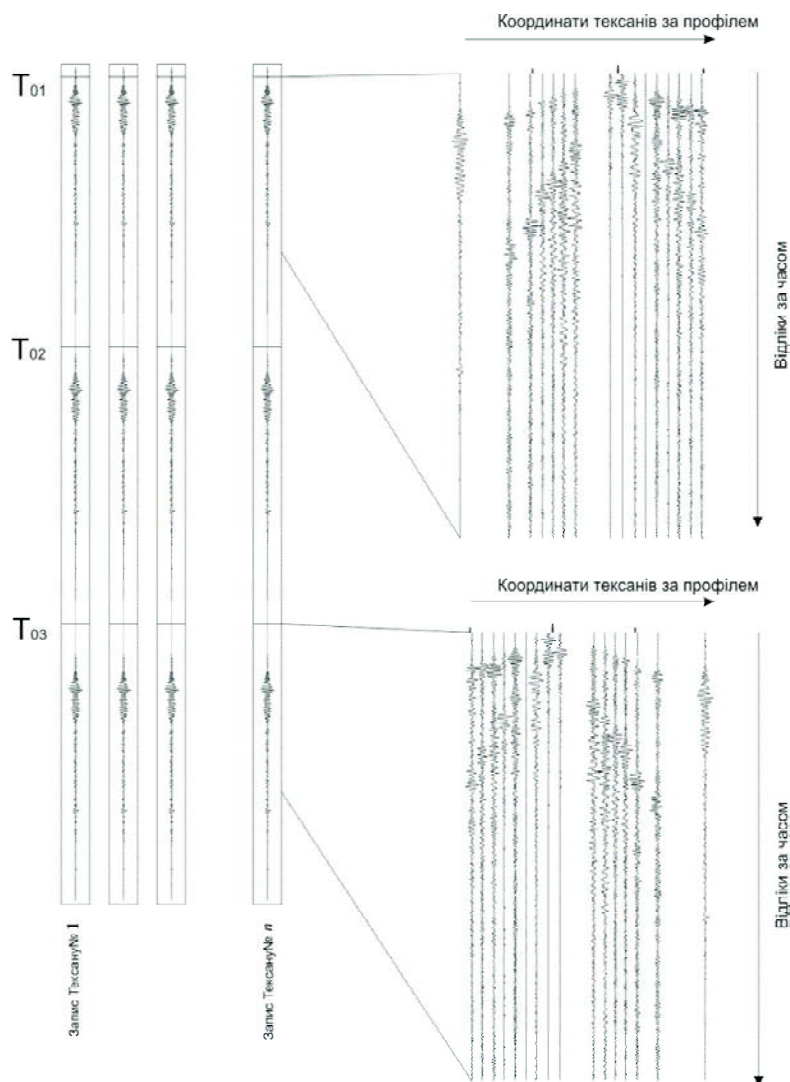 Координати тексанів за профілем
T01
Відліки за часом
T02
Координати тексанів за профілем
T03
Відліки за часом
Запис Тексану№ 1
Запис Тексану№ n